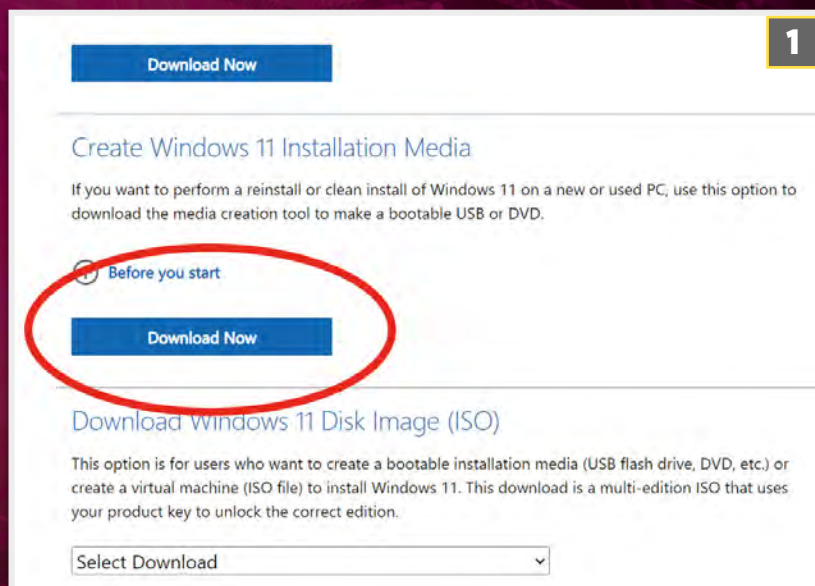 1
Download Now
Create Windows 11 Installation Media
If you want to perform a reinstall or clean install of Windows 11 on a new or used PC, use this option to
download the media creation tool to make a bootable USB or DVD.
Before you start
Download Now
Download Windows 11 Disk Image (ISO)
This option is for users who want to create a bootable installation media (USB flash drive, DVD, etc.) or
create a virtual machine (ISO file) to install Windows 11. This download is a multi-edition ISO that uses
your product key to unlock the correct edition.
Select Download